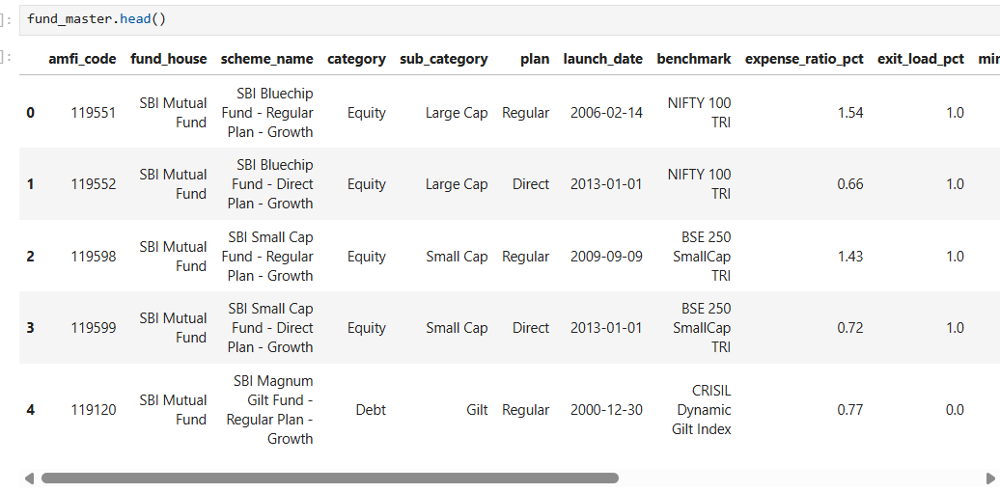 ]: fund_master.head()
]:
amfi_code fund_house scheme_name category sub_category plan launch_date benchmark expense_ratio_pct exit_load_pct min
0 119551 SBI Mutual Fund SBI Bluechip Fund - Regular Plan - Growth Equity Large Cap Regular 2006-02-14 NIFTY 100 TRI 1.54 1.0
1 119552 SBI Mutual Fund SBI Bluechip Fund - Direct Plan - Growth Equity Large Cap Direct 2013-01-01 NIFTY 100 TRI 0.66 1.0
2 119598 SBI Mutual Fund SBI Small Cap Fund - Regular Plan - Growth Equity Small Cap Regular 2009-09-09 BSE 250 SmallCap TRI 1.43 1.0
3 119599 SBI Mutual Fund SBI Small Cap Fund - Direct Plan - Growth Equity Small Cap Direct 2013-01-01 BSE 250 SmallCap TRI 0.72 1.0
4 119120 SBI Mutual Fund SBI Magnum Gilt Fund - Regular Plan - Growth Debt Gilt Regular 2000-12-30 CRISIL Dynamic Gilt Index 0.77 0.0